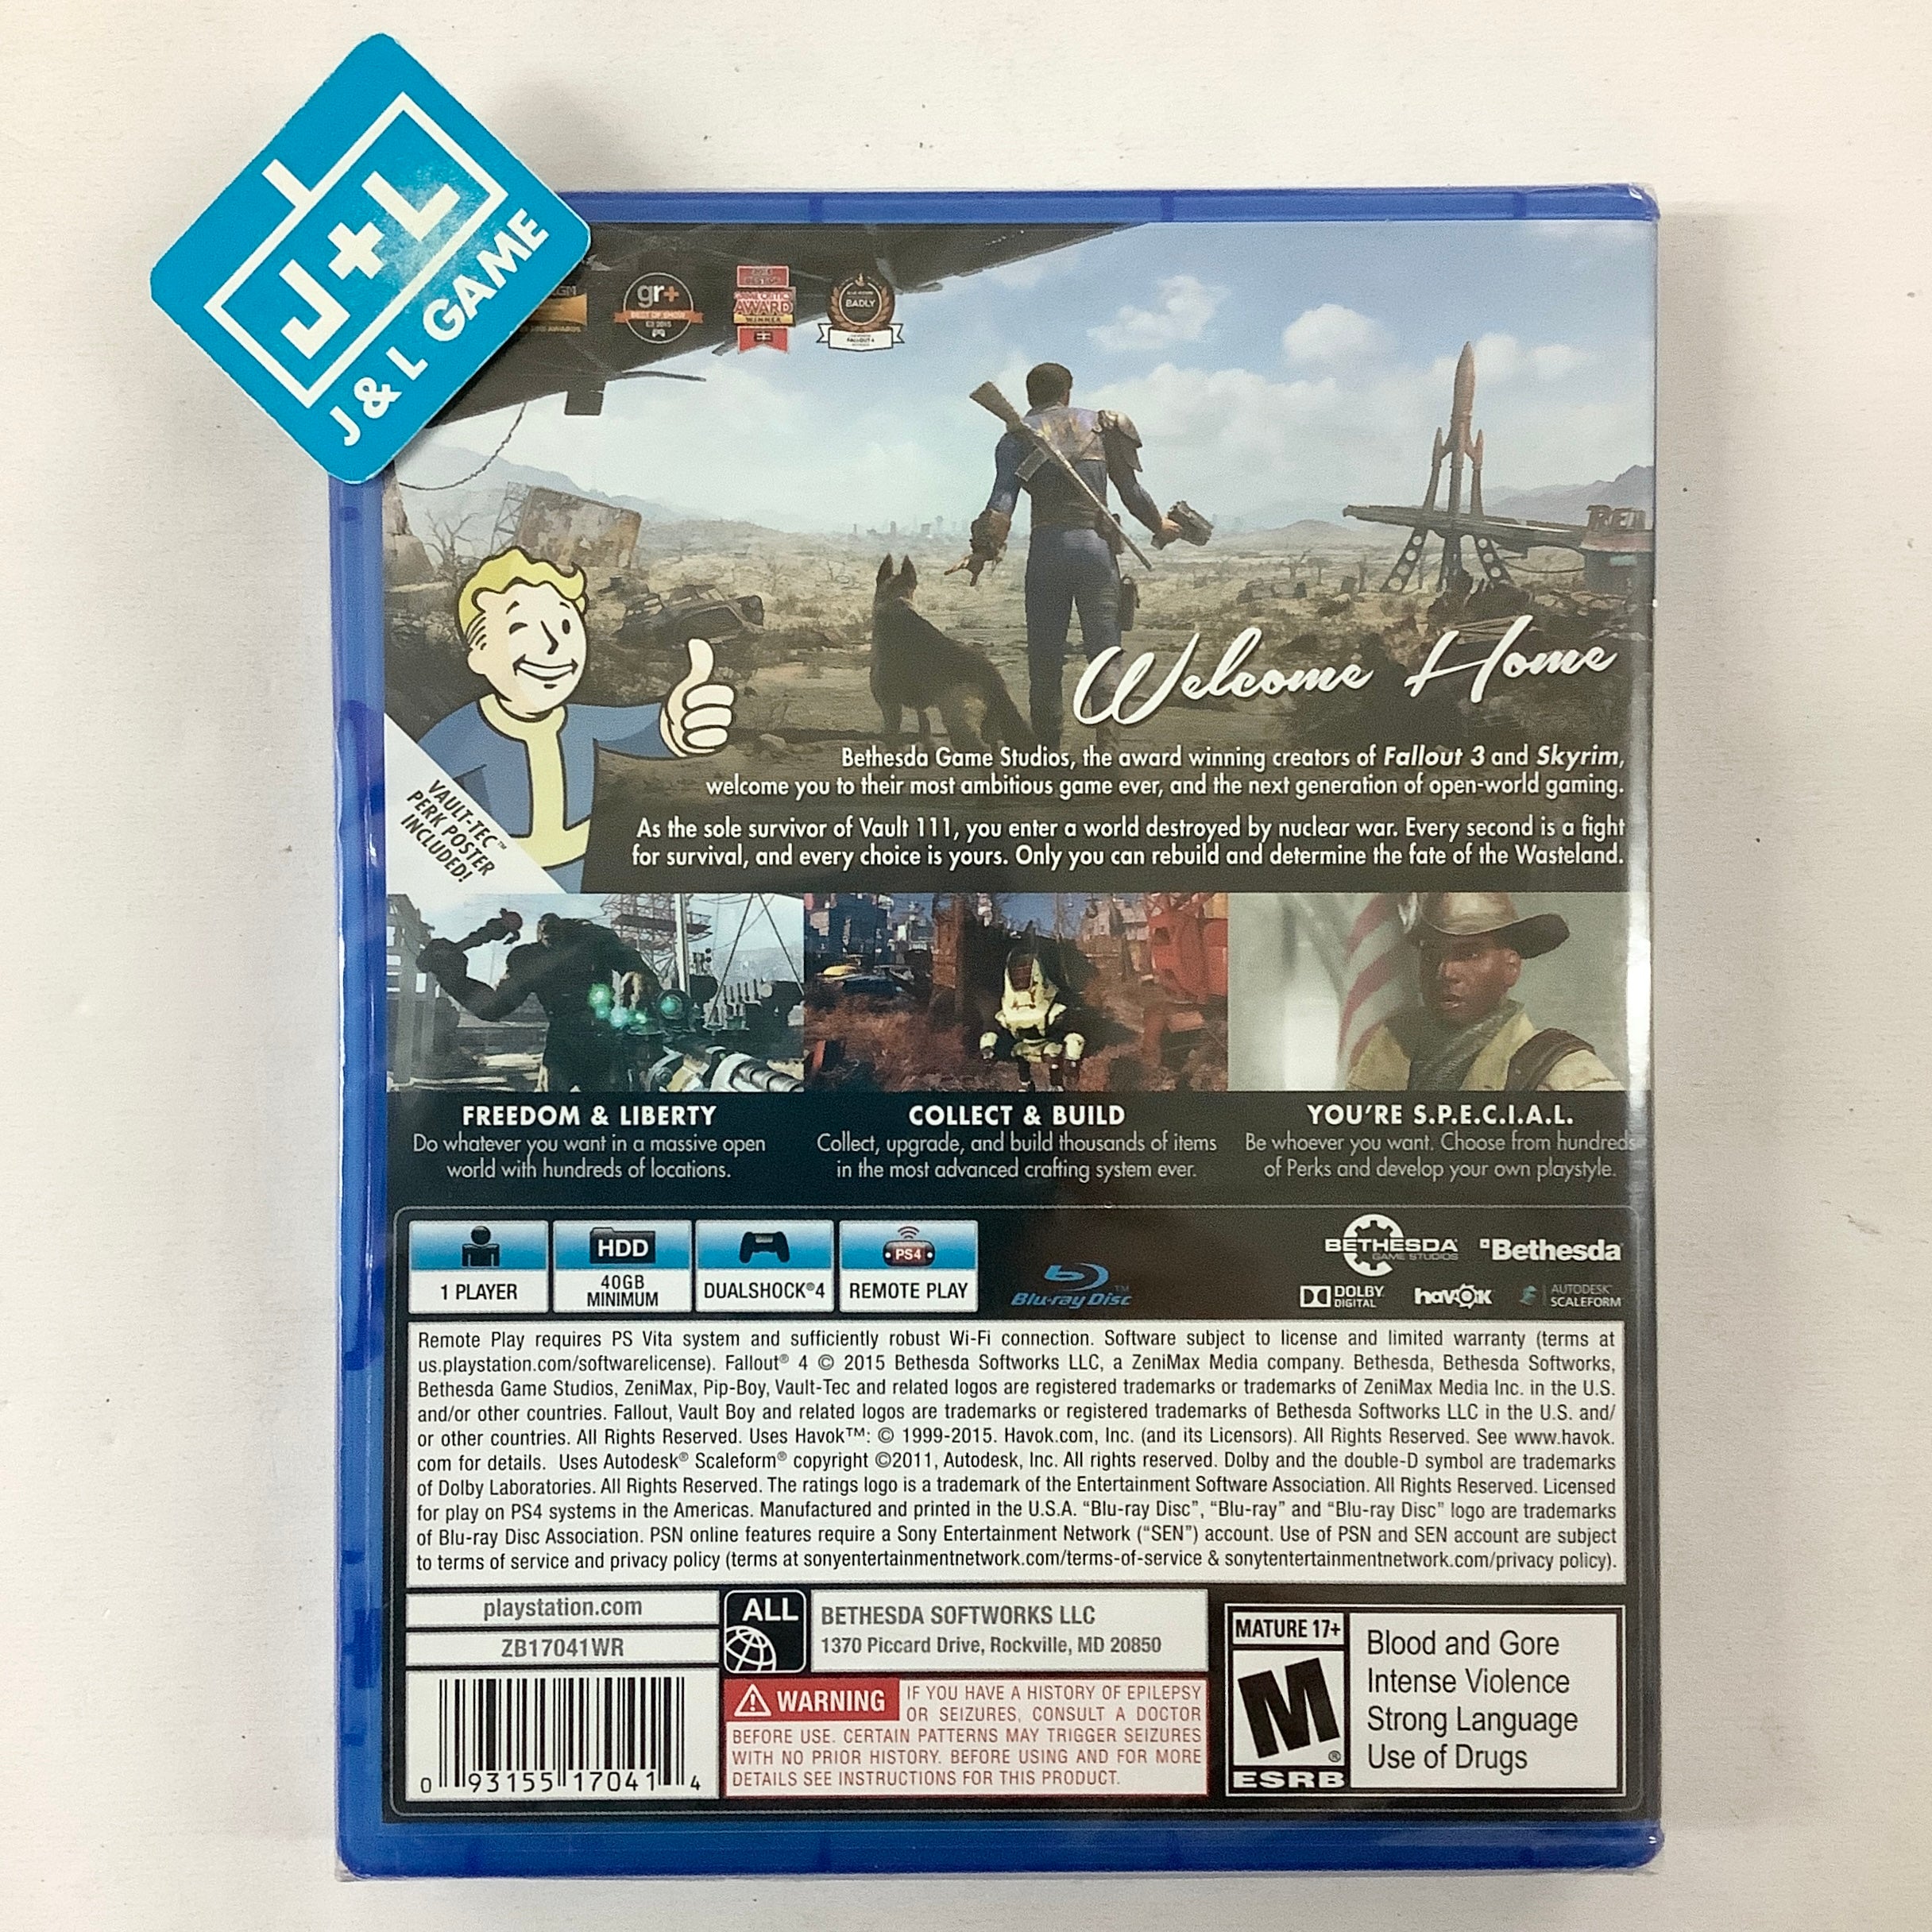 J+L
J & L GAME
gr+
BEST OF SHOW
E3 2015
GAME CRITICS
AWARD
WINNER
BADLY
FALLOUT 4
RED
Welcome Home
Bethesda Game Studios, the award winning creators of Fallout 3 and Skyrim,
welcome you to their most ambitious game ever, and the next generation of open-world gaming.
As the sole survivor of Vault 111, you enter a world destroyed by nuclear war. Every second is a fight
for survival, and every choice is yours. Only you can rebuild and determine the fate of the Wasteland.
VAULT-TEC™
PERK POSTER
INCLUDED!
FREEDOM & LIBERTY
Do whatever you want in a massive open
world with hundreds of locations.
COLLECT & BUILD
Collect, upgrade, and build thousands of items
in the most advanced crafting system ever.
YOU'RE S.P.E.C.I.A.L.
Be whoever you want. Choose from hundreds
of Perks and develop your own playstyle.
1 PLAYER
HDD
40GB
MINIMUM
DUALSHOCK®4
PS4
REMOTE PLAY
Blu-ray Disc™
BETHESDA
GAME STUDIOS
Bethesda
DOLBY
DIGITAL
havok
AUTODESK
SCALEFORM
Remote Play requires PS Vita system and sufficiently robust Wi-Fi connection. Software subject to license and limited warranty (terms at
us.playstation.com/softwarelicense). Fallout® 4 © 2015 Bethesda Softworks LLC, a ZeniMax Media company. Bethesda, Bethesda Softworks,
Bethesda Game Studios, ZeniMax, Pip-Boy, Vault-Tec and related logos are registered trademarks or trademarks of ZeniMax Media Inc. in the U.S.
and/or other countries. Fallout, Vault Boy and related logos are trademarks or registered trademarks of Bethesda Softworks LLC in the U.S. and/
or other countries. All Rights Reserved. Uses Havok™: © 1999-2015. Havok.com, Inc. (and its Licensors). All Rights Reserved. See www.havok.
com for details. Uses Autodesk® Scaleform® copyright ©2011, Autodesk, Inc. All rights reserved. Dolby and the double-D symbol are trademarks
of Dolby Laboratories. All Rights Reserved. The ratings logo is a trademark of the Entertainment Software Association. All Rights Reserved. Licensed
for play on PS4 systems in the Americas. Manufactured and printed in the U.S.A. “Blu-ray Disc”, “Blu-ray” and “Blu-ray Disc” logo are trademarks
of Blu-ray Disc Association. PSN online features require a Sony Entertainment Network (“SEN”) account. Use of PSN and SEN account are subject
to terms of service and privacy policy (terms at sonyentertainmentnetwork.com/terms-of-service & sonytentertainmentnetwork.com/privacy policy).
playstation.com
ZB17041WR
0 93155 17041 4
ALL
BETHESDA SOFTWORKS LLC
1370 Piccard Drive, Rockville, MD 20850
WARNING IF YOU HAVE A HISTORY OF EPILEPSY
OR SEIZURES, CONSULT A DOCTOR
BEFORE USE. CERTAIN PATTERNS MAY TRIGGER SEIZURES
WITH NO PRIOR HISTORY. BEFORE USING AND FOR MORE
DETAILS SEE INSTRUCTIONS FOR THIS PRODUCT.
MATURE 17+
M®
ESRB
Blood and Gore
Intense Violence
Strong Language
Use of Drugs